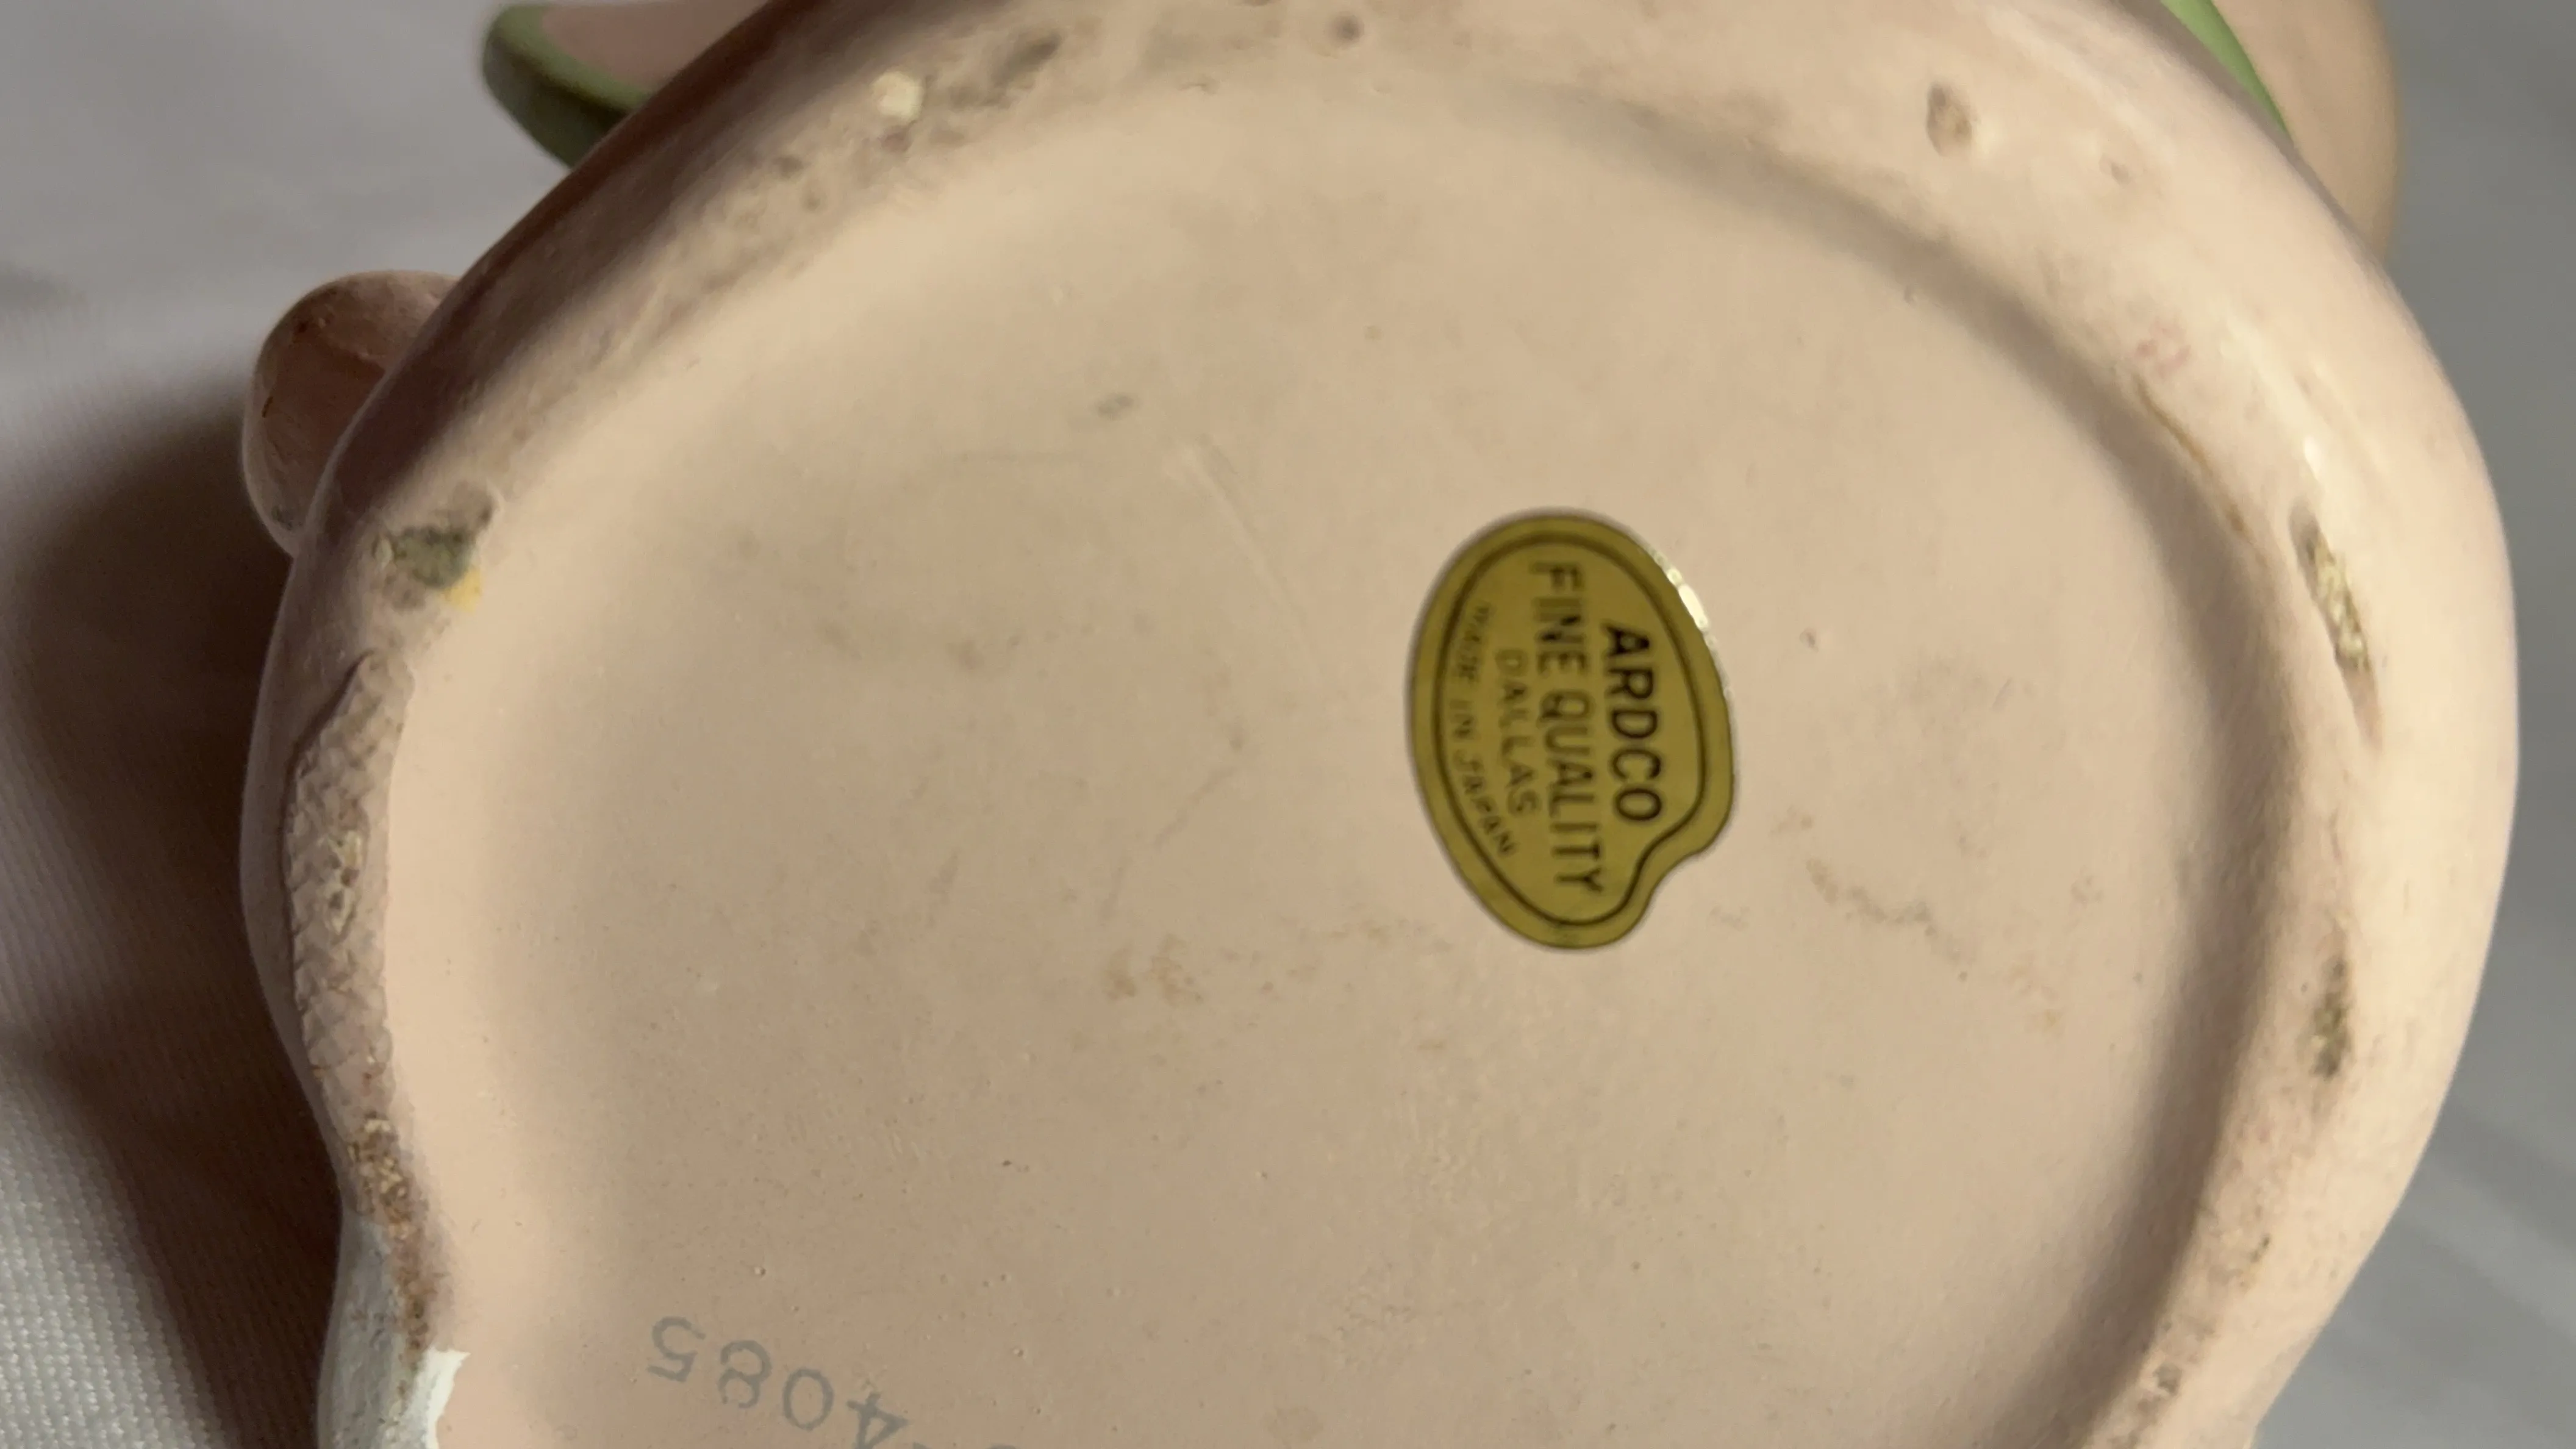 ARDCO
FINE QUALITY
DALLAS
MADE IN JAPAN
4085